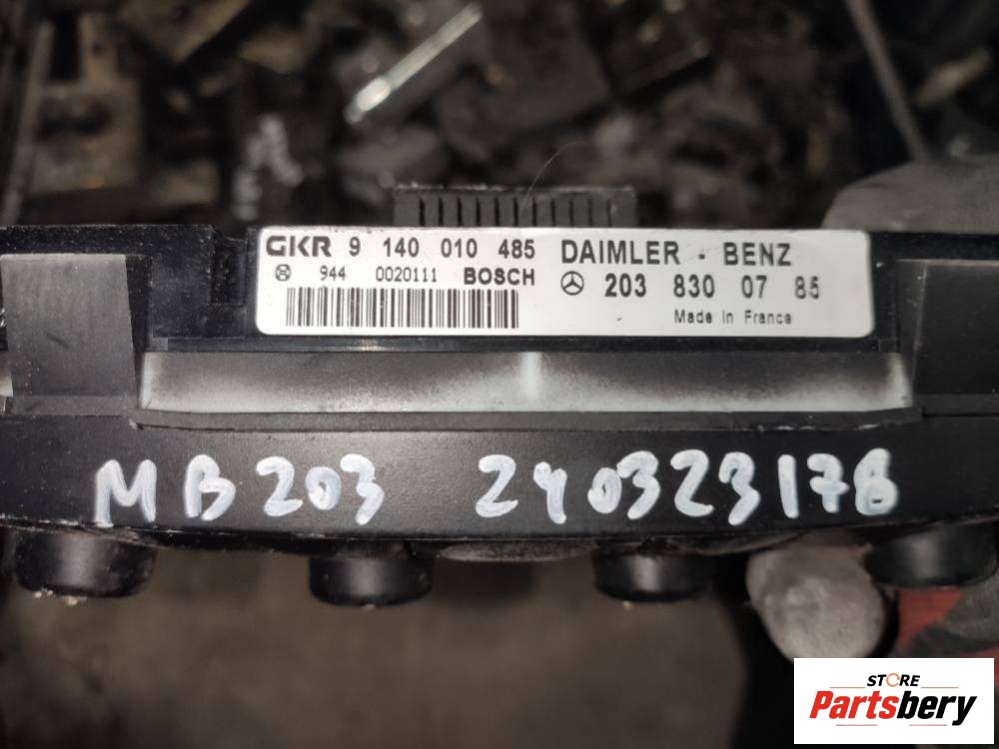 GKR 9 140 010 485 DAIMLER - BENZ
944 0020111 BOSCH 203 830 07 85
Made In France
MB203 240323178
STORE
Partsbery